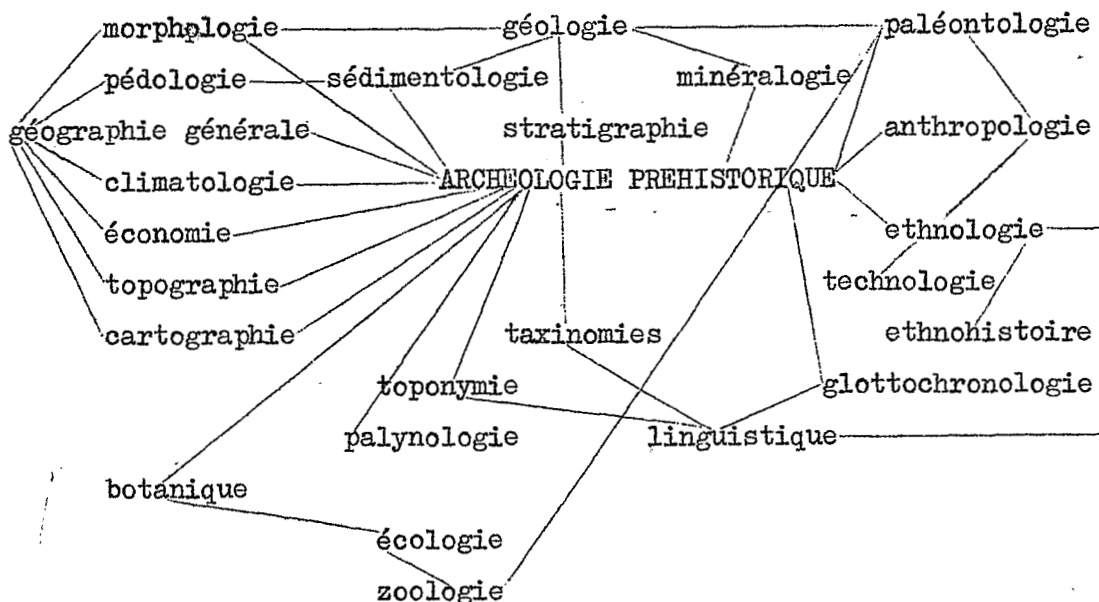 morphologie géologie paléontologie
pédologie sédimentologie minéralogie
géographie générale stratigraphie anthropologie
climatologie ARCHEOLOGIE PREHISTORIQUE
économie ethnologie
topographie technologie
cartographie taxinomies ethnohistoire
toponymie glottochronologie
palynologie linguistique
botanique
écologie
zoologie